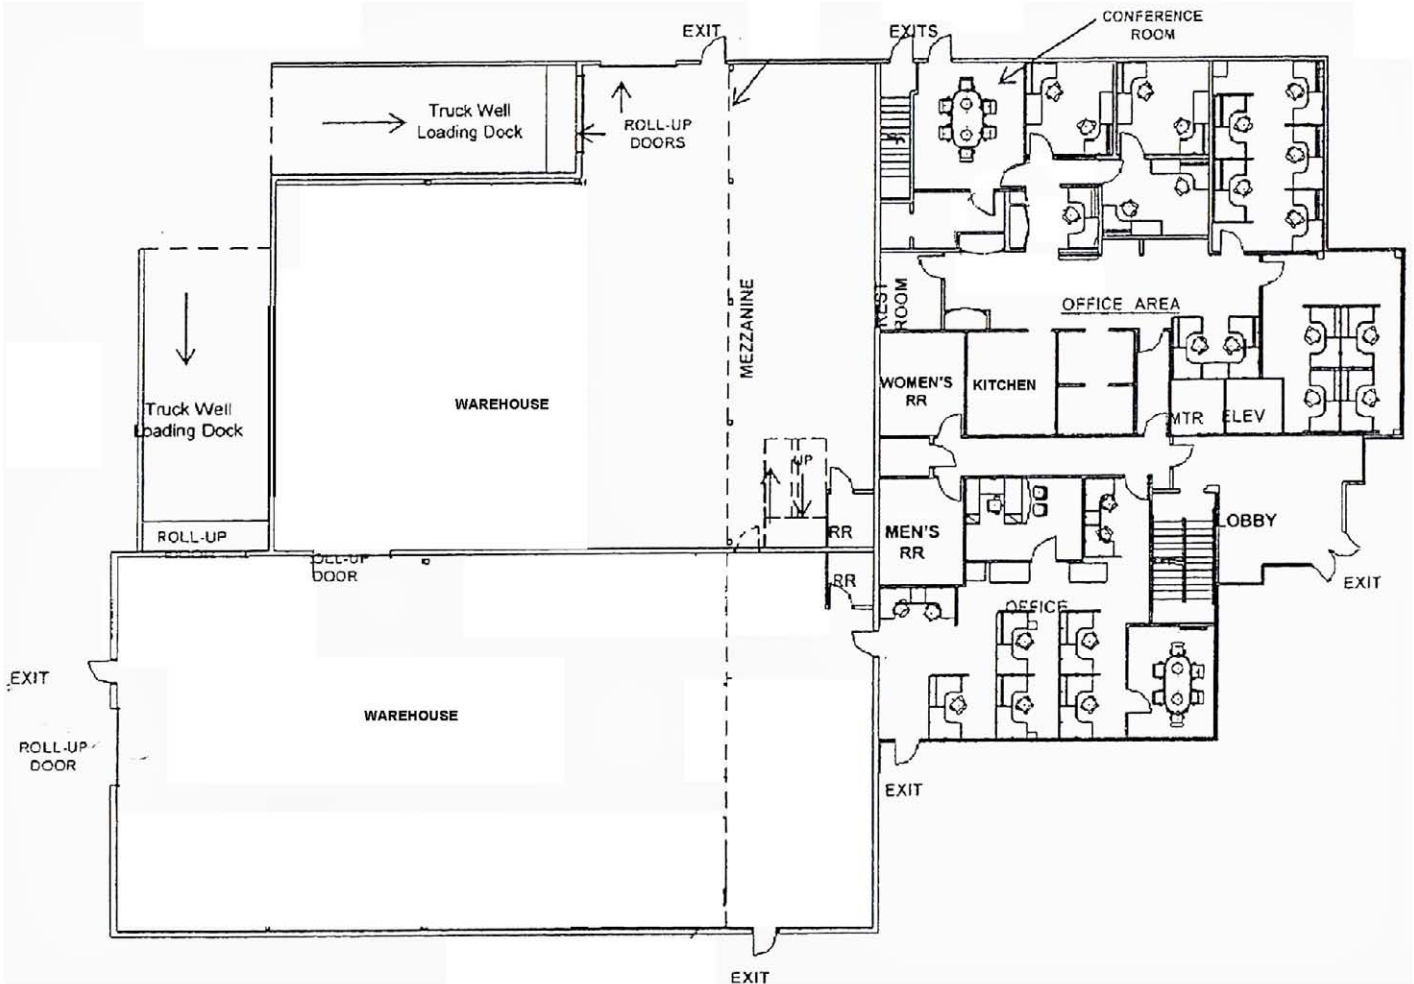 CONFERENCE
ROOM
EXIT
EXITS
Truck Well
Loading Dock
ROLL-UP
DOORS
MEZZANINE
REST
ROOM
OFFICE AREA
Truck Well
Loading Dock
WAREHOUSE
WOMEN'S
RR
KITCHEN
MTR
ELEV
UP
ROLL-UP
RR
MEN'S
RR
LOBBY
OLL-UP
DOOR
RR
EXIT
OFFICE
EXIT
WAREHOUSE
ROLL-UP
DOOR
EXIT
EXIT